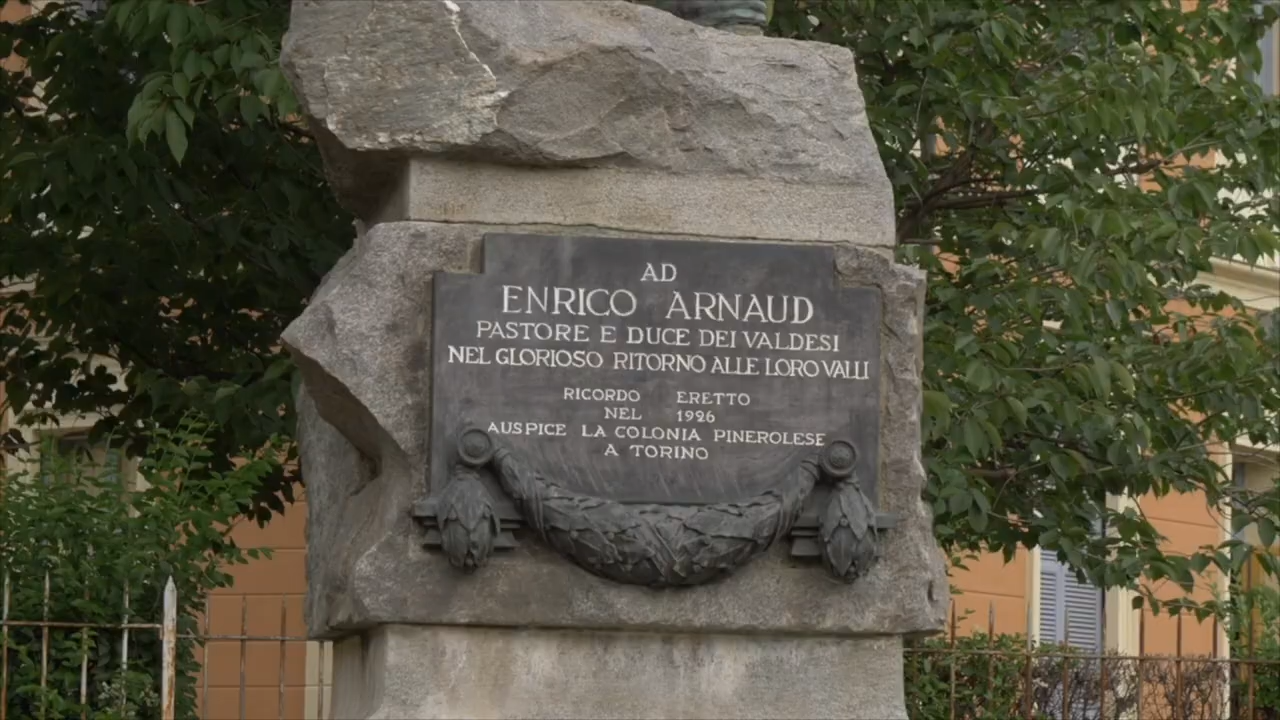 AD
ENRICO ARNAUD
PASTORE E DUCE DEI VALDESI
NEL GLORIOSO RITORNO ALLE LORO VALLI
RICORDO ERETTO
NEL 1926
AUSPICE LA COLONIA PINEROLESE
A TORINO